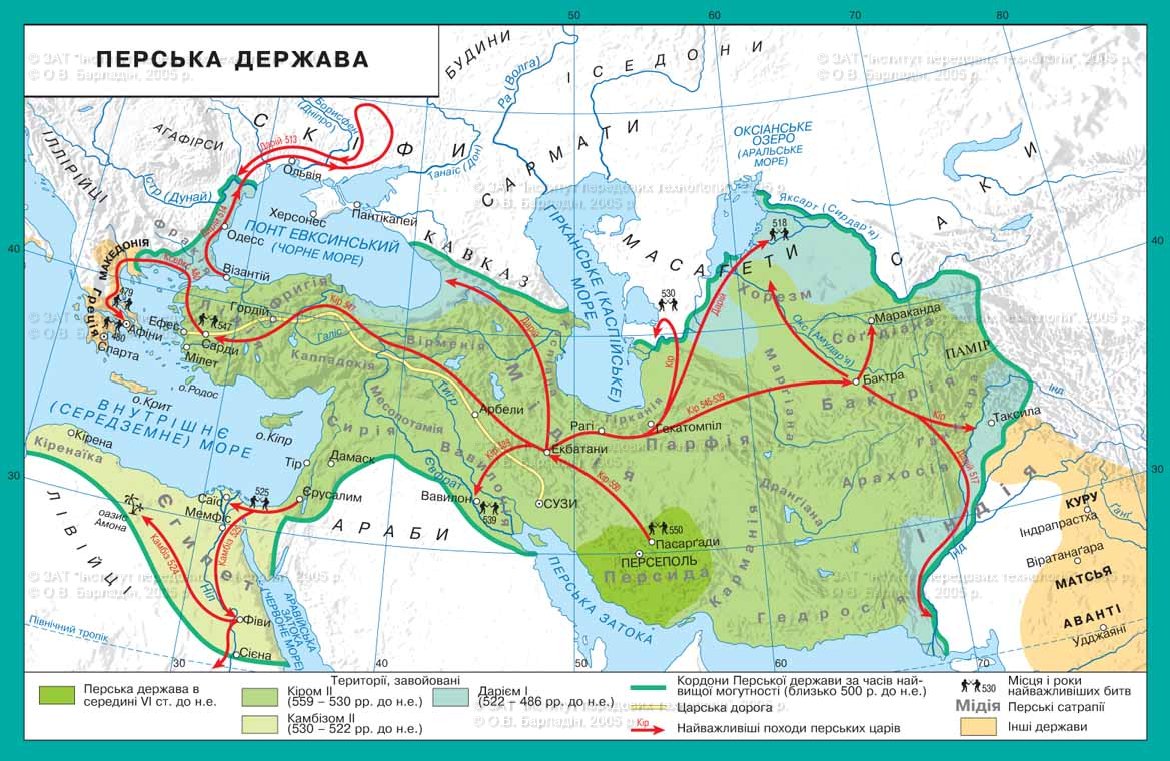 ПЕРСЬКА ДЕРЖАВА
© ЗАТ "Інститут передових технологій", 2005 р.
© О.В. Барладін, 2005 р.
50
60
70
80
БУДИНИ
ІСЕДОНИ
Ра (Волга)
Борисфен
(Дніпро)
СКІФИ
АГАФІРСИ
ІЛЛІРІЙЦІ
Дарій 513
Ольвія
Танаїс (Дон)
САРМАТИ
ОКСІАНСЬКЕ
ОЗЕРО
(АРАЛЬСЬКЕ
МОРЕ)
САКИ
Істр (Дунай)
Херсонес
Пантікапей
Яксарт (Сирдар'я)
Дарій 514
Одесс
ПОНТ ЕВКСИНСЬКИЙ
(ЧОРНЕ МОРЕ)
КАВКАЗ
ГІРКАНСЬКЕ (КАСПІЙСЬКЕ)
МОРЕ
МАСАГЕТИ
518
40
40
МАКЕДОНІЯ
Візантій
530
Хорезм
Греція
479
480
Афіни
Спарта
Ефес
547
Сарди
Мілет
Лідія
Гордій
Фригія
Кір 547
Галіс
Каппадокія
Вірменія
Дарій
Мідія
Дарій
Кір
Окс (Амудар'я)
Мараканда
Согдіана
ПАМІР
Маргіана
Бактра
Бактрія
Інд
о.Родос
о.Крит
ВНУТРІШНЄ
(СЕРЕДЗЕМНЕ) МОРЕ
о.Кіпр
Месопотамія
Тигр
Арбели
Сирія
Рагі
Гірканія
Гекатомпіл
Кір 545-539
Парфія
Кір
Таксила
Гандхара
Кірена
Кіренаїка
Тір
Дамаск
Євфрат
Вавилонія
Кір 539
Екбатани
Арахосія
Дарій 517
Індія
30
30
ЛІВІЙЦІ
оазис
Амона
Єгипет
Саїс
Мемфіс
525
Єрусалим
АРАБИ
Вавилон
539
СУЗИ
Кір 550
Дрангіана
КУРУ
Індрапрастха
Ганг
Камбіз 524
Камбіз 525
Ніл
550
Пасаргади
ПЕРСЕПОЛЬ
Персида
Карманія
Інд
Віратанаґара
МАТСЬЯ
АВАНТІ
Удджаяні
АРАВІЙСЬКА
ЗАТОКА
(ЧЕРВОНЕ МОРЕ)
ПЕРСЬКА ЗАТОКА
Гедросія
Північний тропік
Фіви
Сієна
30
40
50
60
70
Перська держава в
середині VI ст. до н.е.
Території, завойовані
Кіром II
(559 – 530 рр. до н.е.)
Камбізом II
(530 – 522 рр. до н.е.)
Дарієм I
(522 – 486 рр. до н.е.)
Кордони Перської держави за часів най-
вищої могутності (близько 500 р. до н.е.)
Царська дорога
Кір
Найважливіші походи перських царів
530
Місця і роки
найважливіших битв
Мідія
Перські сатрапії
Інші держави